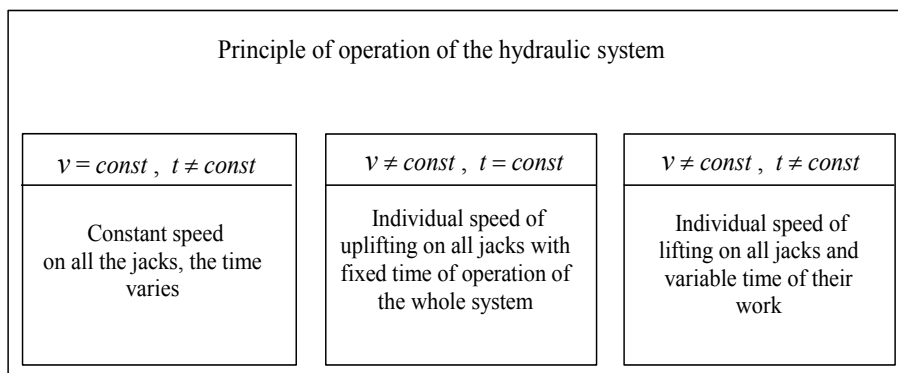 Principle of operation of the hydraulic system
v = const , t ≠ const
Constant speed
on all the jacks, the time
varies
v ≠ const , t = const
Individual speed of
uplifting on all jacks with
fixed time of operation of
the whole system
v ≠ const , t ≠ const
Individual speed of
lifting on all jacks and
variable time of their
work